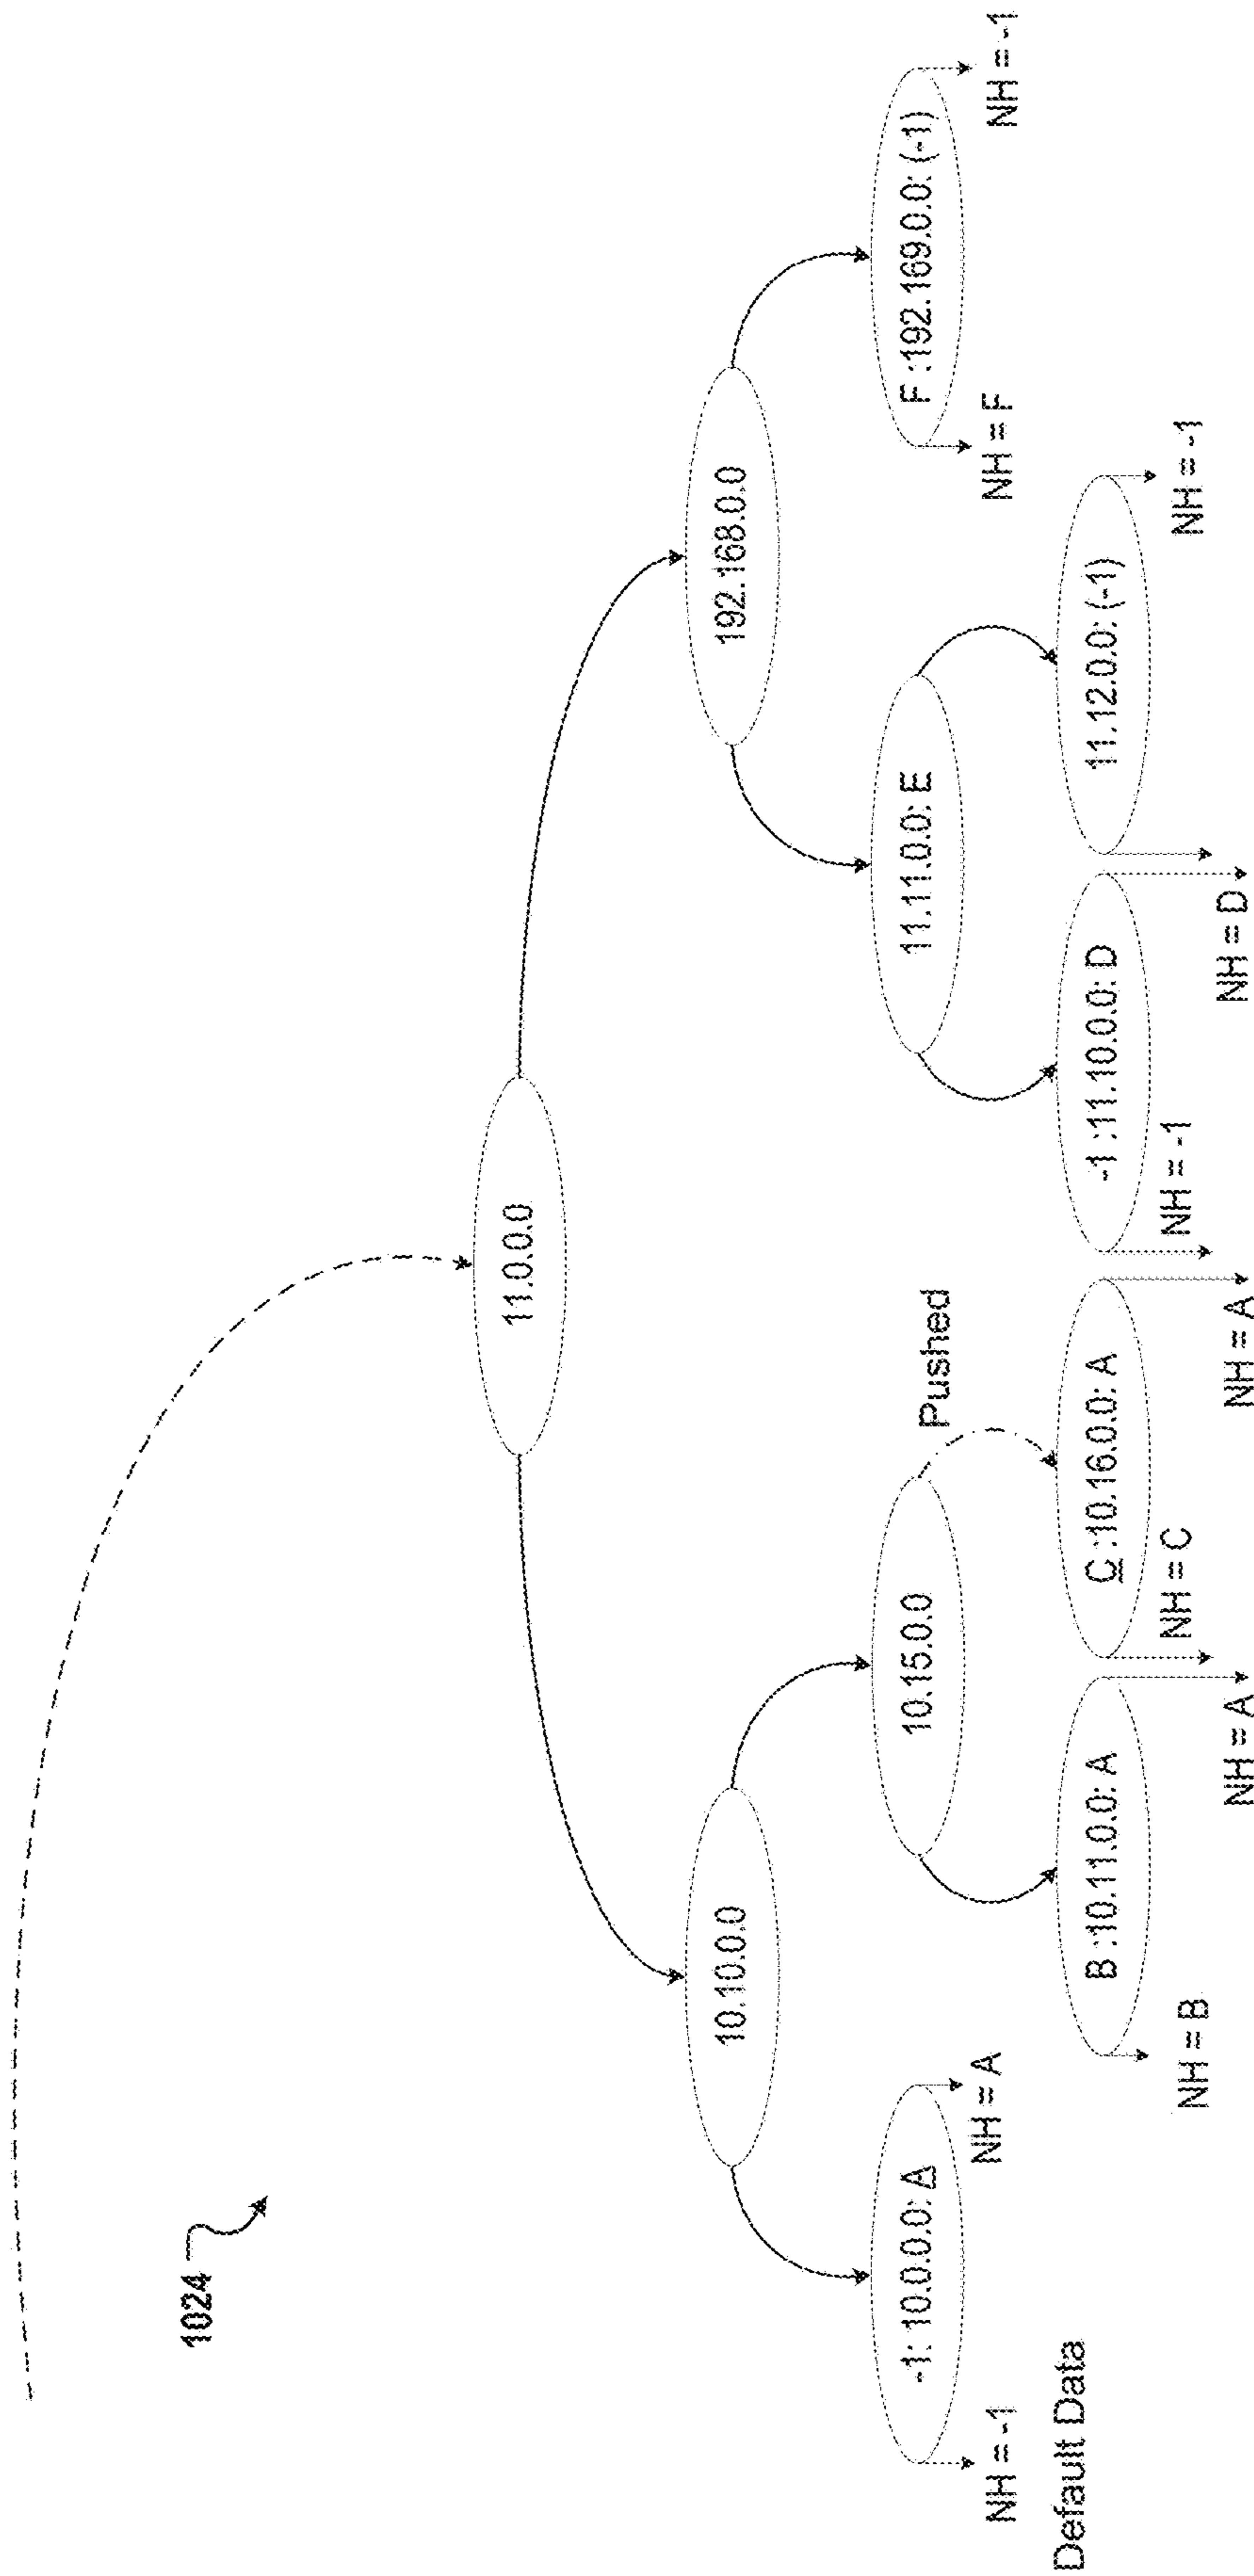 1024
11.0.0.0
10.10.0.0
192.168.0.0
-1: 10.0.0.0: A
10.15.0.0
11.11.0.0: E
F :192.169.0.0: (-1)
NH = -1
NH = A
Pushed
NH = F
NH = -1
Default Data
B :10.11.0.0: A
C :10.16.0.0: A
-1 :11.10.0.0: D
11.12.0.0: (-1)
NH = B
NH = C
NH = -1
NH = -1
NH = A
NH = A
NH = D